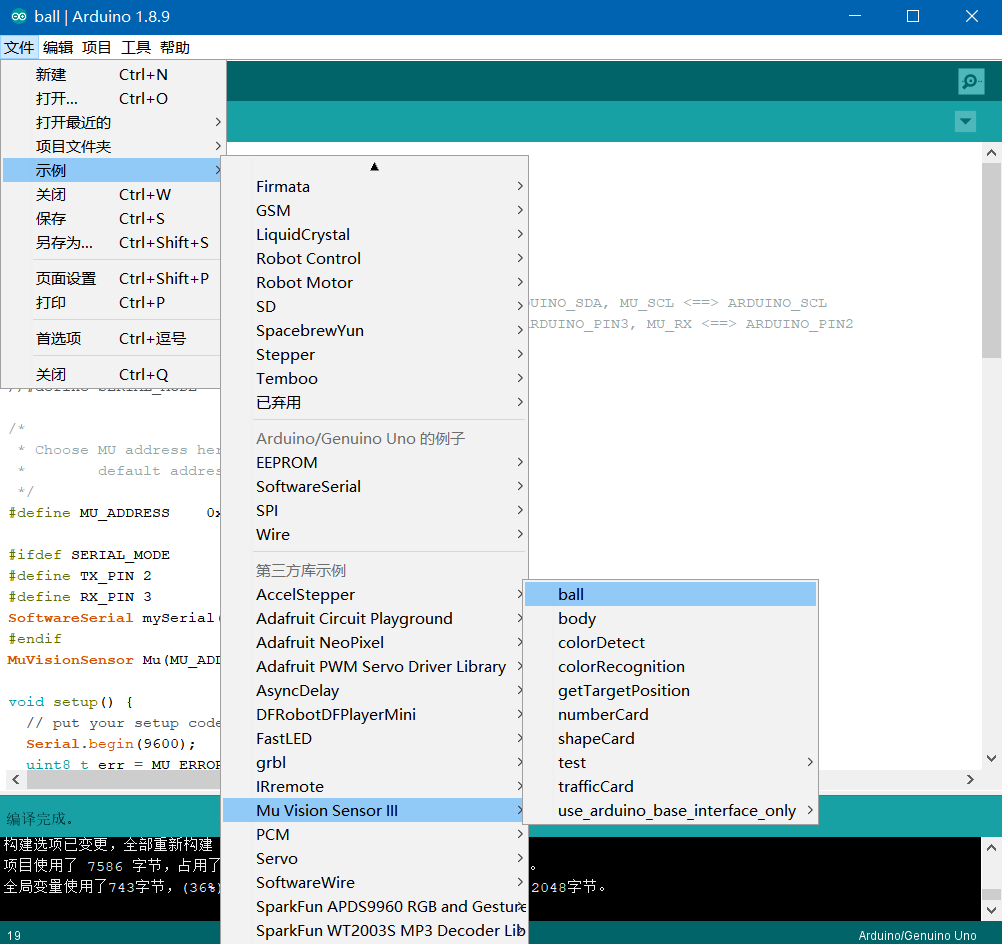 ball | Arduino 1.8.9
文件 编辑 项目 工具 帮助
新建 Ctrl+N
打开... Ctrl+O
打开最近的
项目文件夹
示例
关闭 Ctrl+W
保存 Ctrl+S
另存为... Ctrl+Shift+S
页面设置 Ctrl+Shift+P
打印 Ctrl+P
首选项 Ctrl+逗号
关闭 Ctrl+Q
Firmata
GSM
LiquidCrystal
Robot Control
Robot Motor
SD
SpacebrewYun
Stepper
Temboo
已弃用
Arduino/Genuino Uno 的例子
EEPROM
SoftwareSerial
SPI
Wire
第三方库示例
AccelStepper
Adafruit Circuit Playground
Adafruit NeoPixel
Adafruit PWM Servo Driver Library
AsyncDelay
DFRobotDFPlayerMini
FastLED
grbl
IRremote
Mu Vision Sensor III
PCM
Servo
SoftwareWire
SparkFun APDS9960 RGB and Gesture
SparkFun WT2003S MP3 Decoder Lib
ball
body
colorDetect
colorRecognition
getTargetPosition
numberCard
shapeCard
test
trafficCard
use_arduino_base_interface_only
UINO_SDA, MU_SCL <==> ARDUINO_SCL
RDUINO_PIN3, MU_RX <==> ARDUINO_PIN2
/*
* Choose MU address her
* default addres
*/
#define MU_ADDRESS 0x
#ifdef SERIAL_MODE
#define TX_PIN 2
#define RX_PIN 3
SoftwareSerial mySerial(
#endif
MuVisionSensor Mu(MU_ADD
void setup() {
// put your setup code
Serial.begin(9600);
uint8_t err = MU_ERROR
编译完成。
构建选项已变更，全部重新构建
项目使用了 7586 字节，占用了 。
全局变量使用了743字节，(36%) 2048字节。
19 Arduino/Genuino Uno